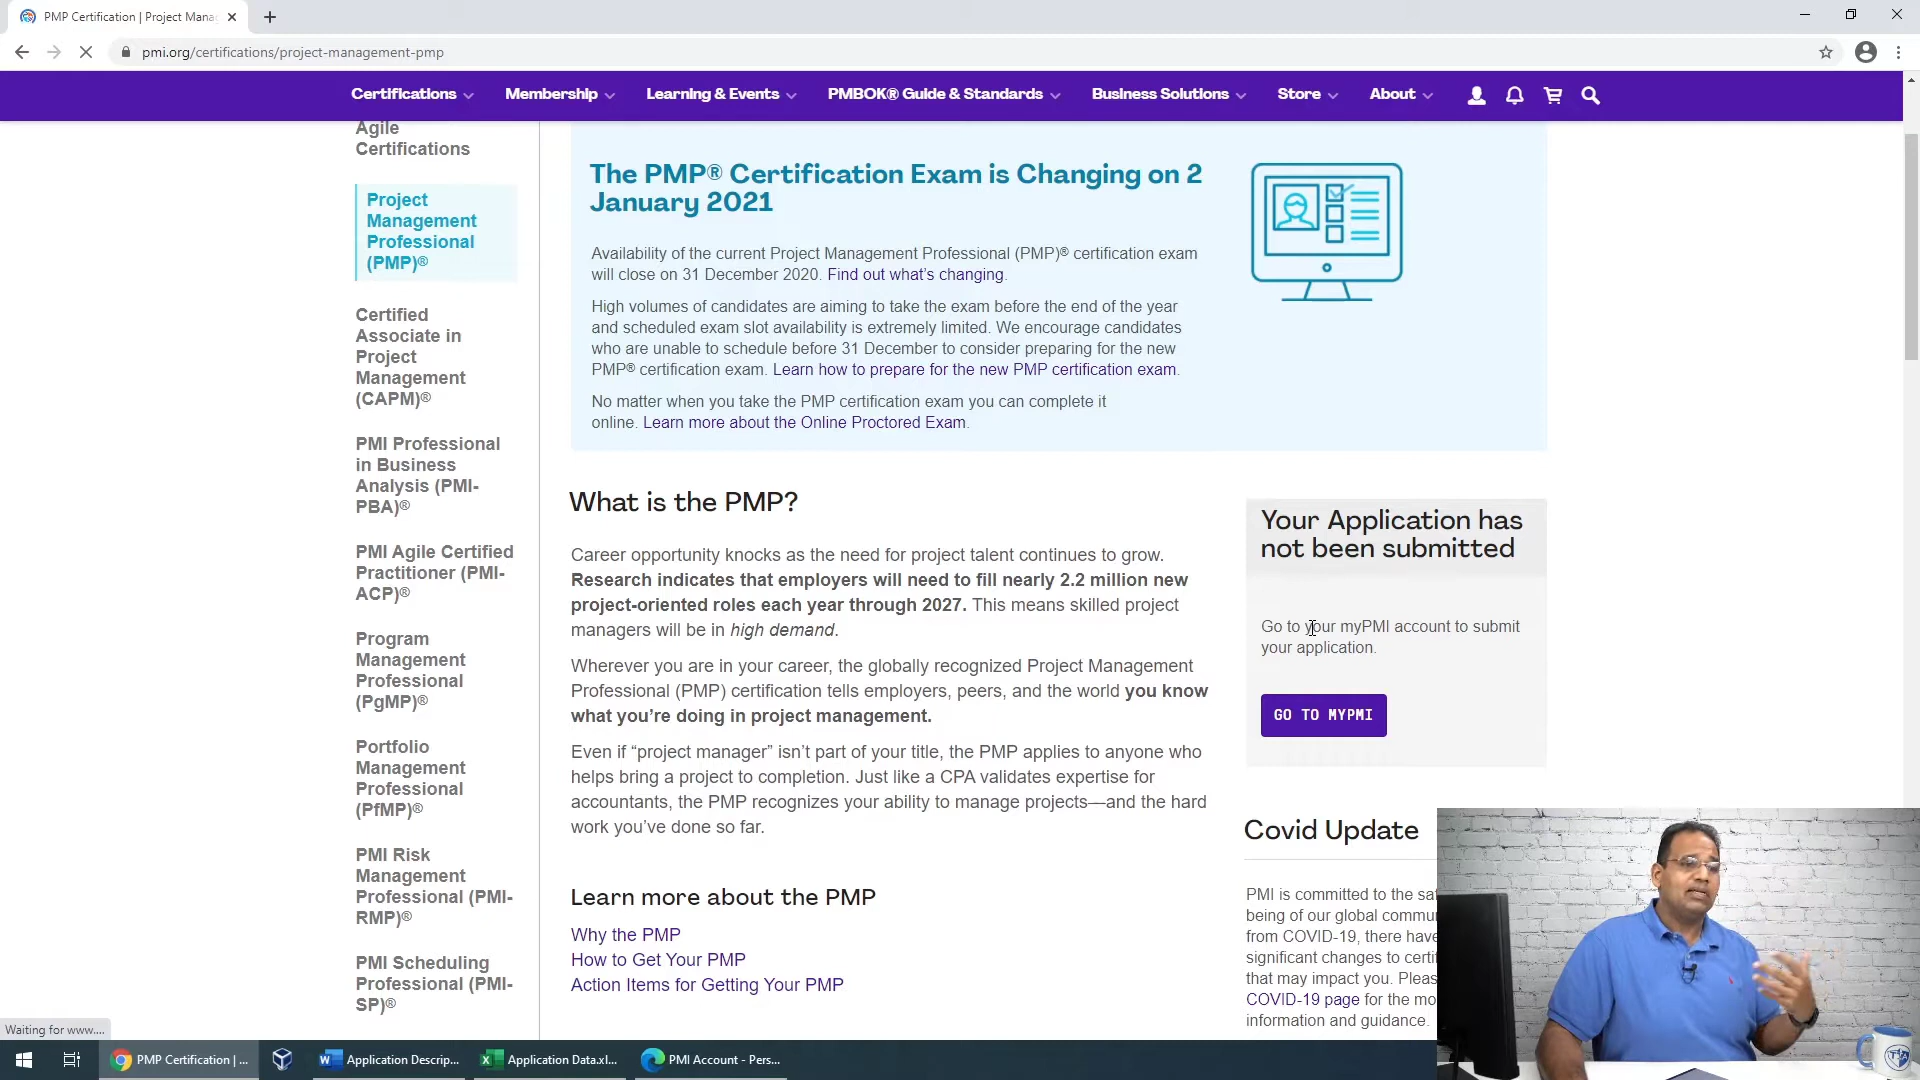 PMP Certification | Project Mana
pmi.org/certifications/project-management-pmp
Certifications
Membership
Learning & Events
PMBOK® Guide & Standards
Business Solutions
Store
About
Agile
Certifications
Project
Management
Professional
(PMP)®
Certified
Associate in
Project
Management
(CAPM)®
PMI Professional
in Business
Analysis (PMI-
PBA)®
PMI Agile Certified
Practitioner (PMI-
ACP)®
Program
Management
Professional
(PgMP)®
Portfolio
Management
Professional
(PfMP)®
PMI Risk
Management
Professional (PMI-
RMP)®
PMI Scheduling
Professional (PMI-
SP)®
The PMP® Certification Exam is Changing on 2
January 2021
Availability of the current Project Management Professional (PMP)® certification exam
will close on 31 December 2020. Find out what's changing.
High volumes of candidates are aiming to take the exam before the end of the year
and scheduled exam slot availability is extremely limited. We encourage candidates
who are unable to schedule before 31 December to consider preparing for the new
PMP® certification exam. Learn how to prepare for the new PMP certification exam.
No matter when you take the PMP certification exam you can complete it
online. Learn more about the Online Proctored Exam.
What is the PMP?
Career opportunity knocks as the need for project talent continues to grow.
Research indicates that employers will need to fill nearly 2.2 million new
project-oriented roles each year through 2027. This means skilled project
managers will be in high demand.
Wherever you are in your career, the globally recognized Project Management
Professional (PMP) certification tells employers, peers, and the world you know
what you're doing in project management.
Even if “project manager” isn't part of your title, the PMP applies to anyone who
helps bring a project to completion. Just like a CPA validates expertise for
accountants, the PMP recognizes your ability to manage projects—and the hard
work you've done so far.
Learn more about the PMP
Why the PMP
How to Get Your PMP
Action Items for Getting Your PMP
Your Application has
not been submitted
Go to your myPMI account to submit
your application.
GO TO MYPMI
Covid Update
PMI is committed to the sa
being of our global commu
from COVID-19, there have
significant changes to certi
that may impact you. Pleas
COVID-19 page for the mo
information and guidance.
Waiting for www....
PMP Certification | ...
Application Descrip...
Application Data.xl...
PMI Account - Pers...